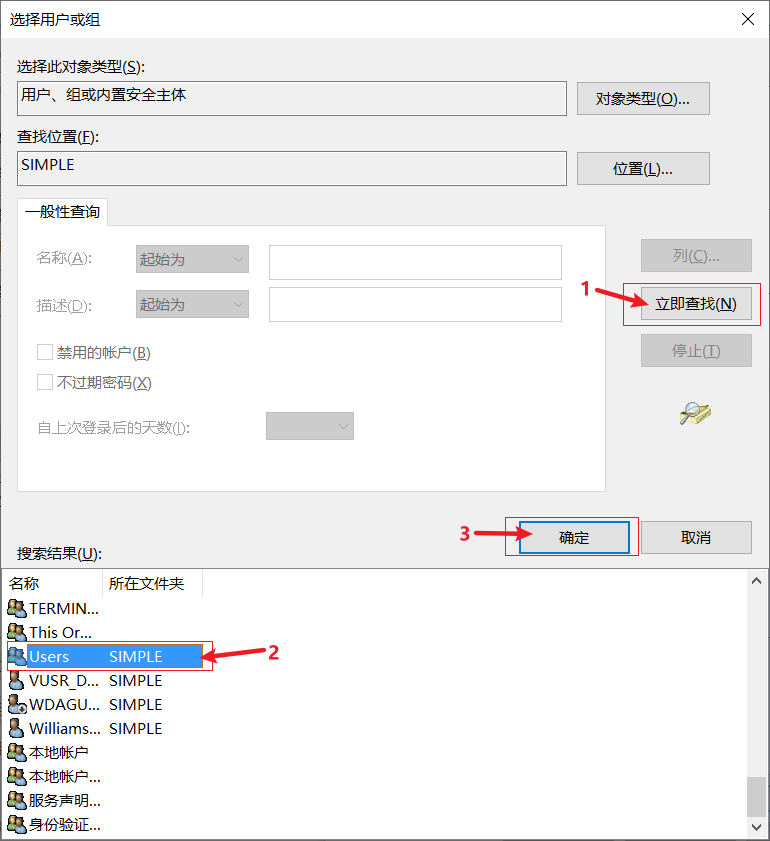 选择用户或组
选择此对象类型(S):
用户、组或内置安全主体
对象类型(O)...
查找位置(F):
SIMPLE
位置(L)...
一般性查询
名称(A): 起始为
列(C)...
描述(D): 起始为
1 立即查找(N)
禁用的帐户(B)
停止(T)
不过期密码(X)
自上次登录后的天数(I):
3 确定 取消
搜索结果(U):
名称 所在文件夹
TERMIN...
This Or...
Users SIMPLE 2
VUSR_D... SIMPLE
WDAGU... SIMPLE
Williams... SIMPLE
本地帐户
本地帐户...
服务声明...
身份验证...